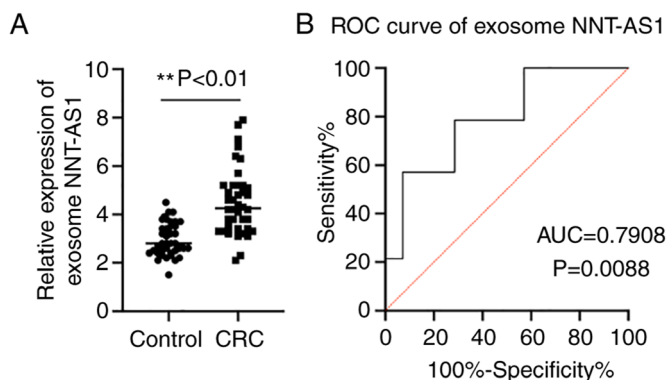 A
Relative expression of
exosome NNT-AS1
10
8
6
4
2
0
**P<0.01
Control CRC
B ROC curve of exosome NNT-AS1
Sensitivity%
100
80
60
40
20
0
AUC=0.7908
P=0.0088
0 20 40 60 80 100
100%-Specificity%